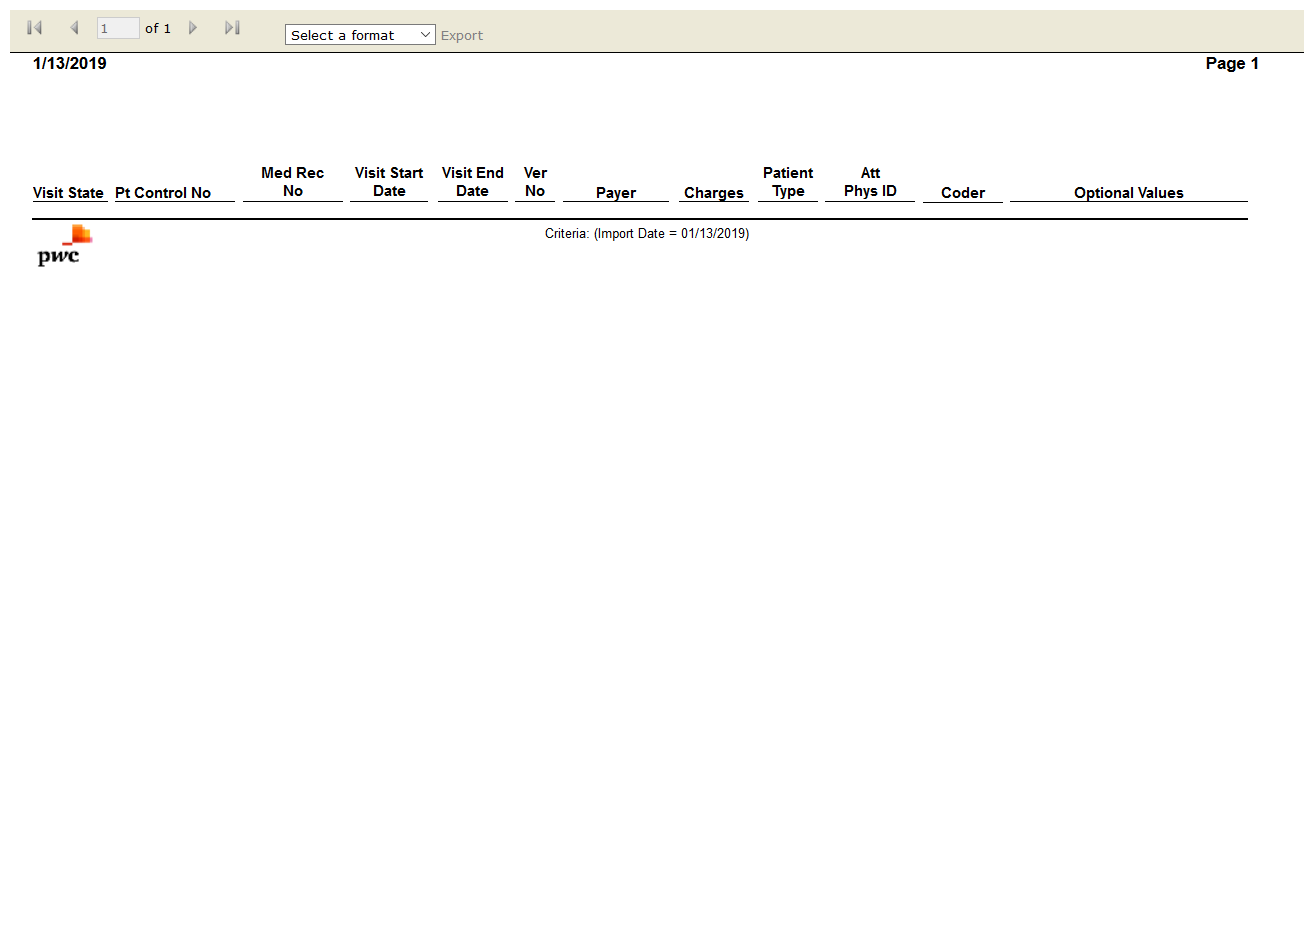 1 of 1 Select a format Export
1/13/2019 Page 1
Med Rec Visit Start Visit End Ver Patient Att
Visit State Pt Control No No Date Date No Payer Charges Type Phys ID Coder Optional Values
pwc Criteria: (Import Date = 01/13/2019)